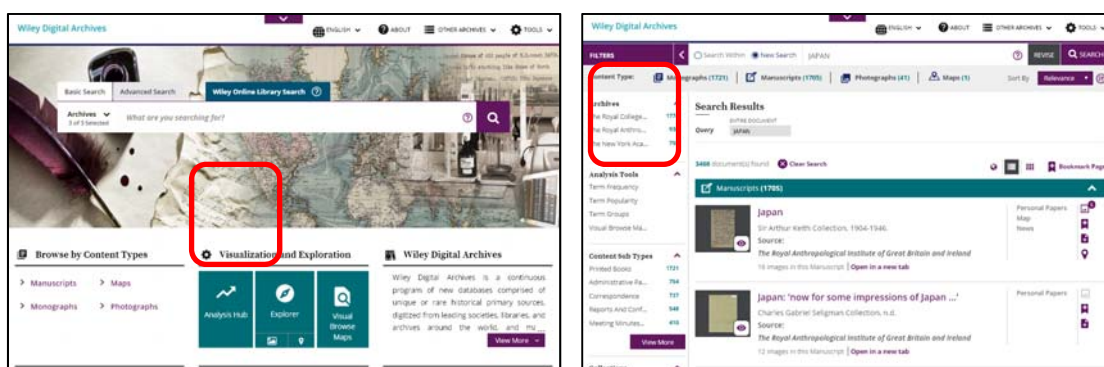 Wiley Digital Archives
ENGLISH
ABOUT
OTHER ARCHIVES
TOOLS
Basic Search
Advanced Search
Wiley Online Library Search
Archives
3 of 3 Selected
What are you searching for?
Browse by Content Types
Manuscripts
Maps
Monographs
Photographs
Visualization and Exploration
Analysis Hub
Explorer
Visual
Browse
Maps
Wiley Digital Archives
Wiley Digital Archives is a continuous
program of new databases comprised of
unique or rare historical primary sources,
digitized from leading societies, libraries, and
archives around the world, and mu...
View More
Wiley Digital Archives
ENGLISH
ABOUT
OTHER ARCHIVES
TOOLS
FILTERS
Search Within
New Search
JAPAN
REVISE
SEARCH
Content Type:
Monographs (1721)
Manuscripts (1705)
Photographs (41)
Maps (1)
Sort By
Relevance
Archives
The Royal College...
The Royal Anthro...
The New York Aca...
Analysis Tools
Term Frequency
Term Popularity
Term Groups
Visual Browse Ma...
Content Sub Types
Printed Books 1721
Administrative Pa... 764
Correspondence
Reports And Conf...
Meeting Minutes...
View More
Search Results
ENTIRE DOCUMENT
Query JAPAN
document(s) found
Clear Search
Bookmark Page
Manuscripts (1705)
Japan
Sir Arthur Keith Collection, 1904-1946.
Source:
The Royal Anthropological Institute of Great Britain and Ireland
images in this Manuscript | Open in a new tab
Personal Papers
Map
News
Japan: 'now for some impressions of Japan ...'
Charles Gabriel Seligman Collection, n.d.
Source:
The Royal Anthropological Institute of Great Britain and Ireland
12 images in this Manuscript | Open in a new tab
Personal Papers